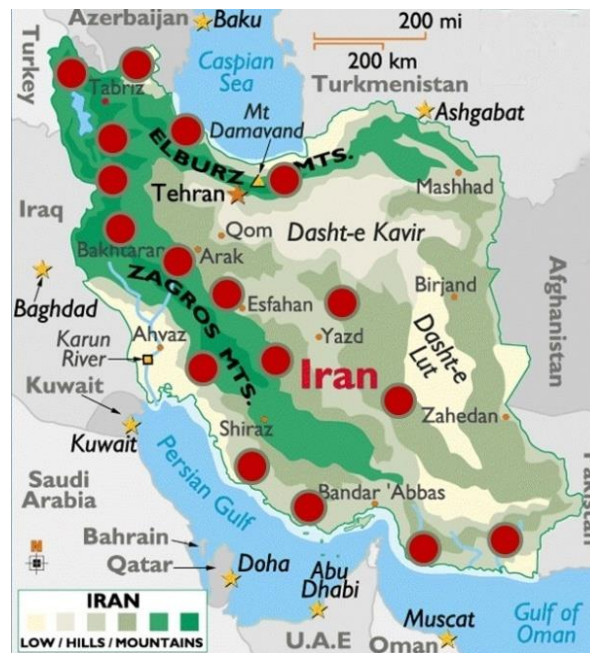 Azerbaijan
Baku
200 mi
200 km
Turkey
Caspian
Sea
Turkmenistan
Tabriz
Mt
Damavand
Ashgabat
ELBURZ
MTS.
Tehran
Mashhad
Iraq
Qom
Dasht-e Kavir
Bakhtaran
Arak
Afghanistan
Baghdad
ZAGROS MTS.
Esfahan
Birjand
Karun
River
Ahvaz
Yazd
Dasht-e
Lut
Iran
Kuwait
e
Kuwait
Shiraz
Zahedan
Saudi
Arabia
Persian Gulf
Bandar 'Abbas
Pakistan
Bahrain
Qatar
N
Doha
Abu
Dhabi
IRAN
LOW / HILLS / MOUNTAINS
U.A.E
Oman
Muscat
Gulf of
Oman